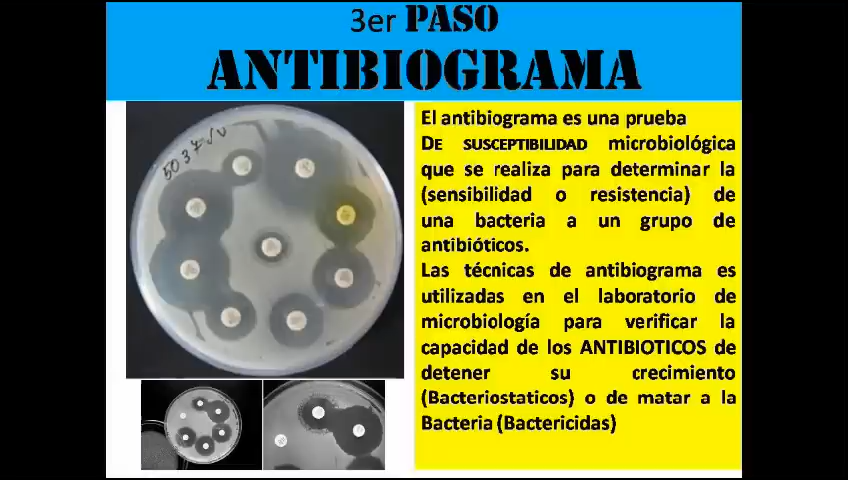 3er PASO
ANTIBIOGRAMA
El antibiograma es una prueba
DE SUSCEPTIBILIDAD microbiológica
que se realiza para determinar la
(sensibilidad o resistencia) de
una bacteria a un grupo de
antibióticos.
Las técnicas de antibiograma es
utilizadas en el laboratorio de
microbiología para verificar la
capacidad de los ANTIBIOTICOS de
detener su crecimiento
(Bacteriostaticos) o de matar a la
Bacteria (Bactericidas)